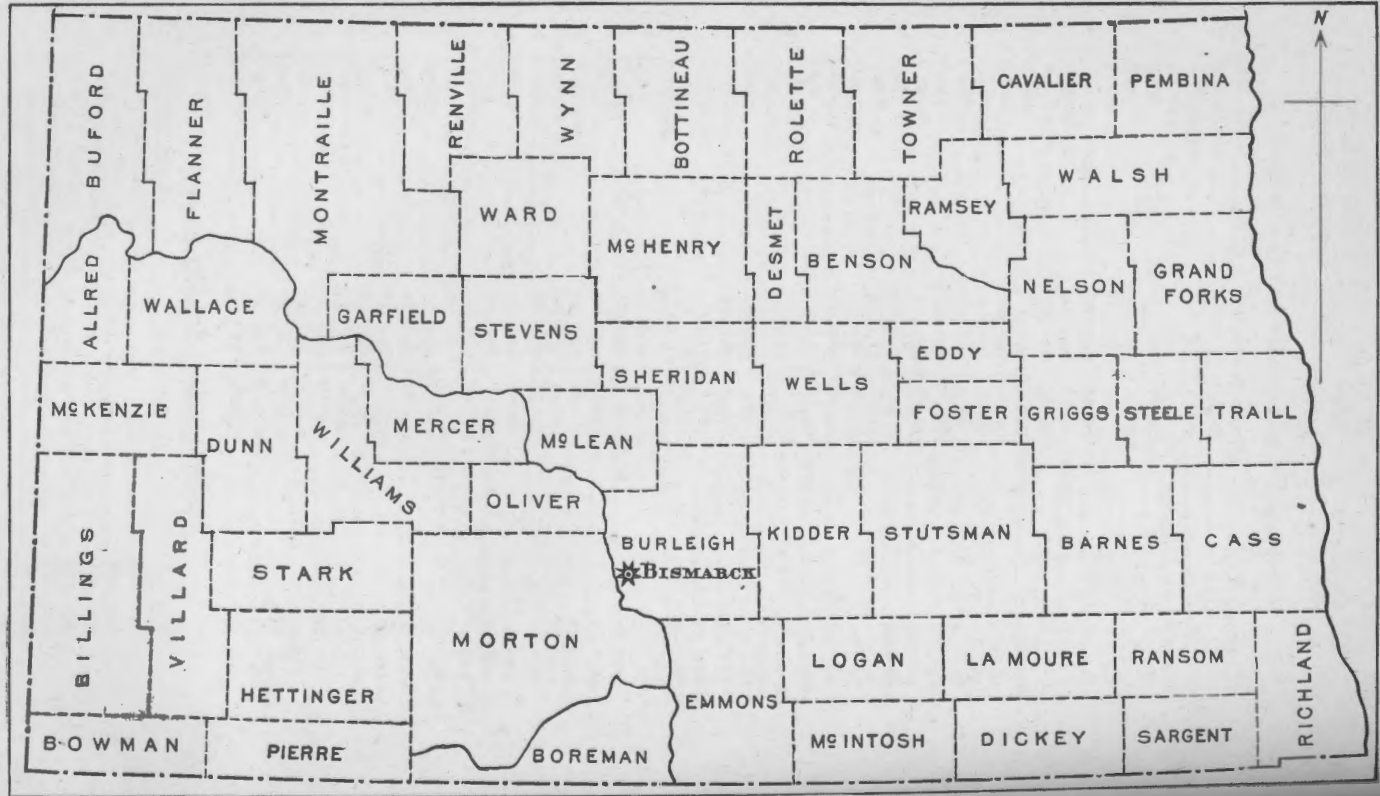 N
BUFORD
FLANNER
MONTRAILLE
RENVILLE
WYNN
BOTTINEAU
ROLETTE
TOWNER
CAVALIER
PEMBINA
WALSH
WARD
RAMSEY
McHENRY
DESMET
BENSON
NELSON
GRAND
FORKS
ALLRED
WALLACE
GARFIELD
STEVENS
SHERIDAN
WELLS
EDDY
FOSTER
GRIGGS
STEELE
TRAILL
McKENZIE
DUNN
WILLIAMS
MERCER
McLEAN
OLIVER
BILLINGS
VILLARD
STARK
BURLEIGH
BISMARCK
KIDDER
STUTSMAN
BARNES
CASS
MORTON
HETTINGER
EMMONS
LOGAN
LA MOURE
RANSOM
RICHLAND
BOWMAN
PIERRE
BOREMAN
McINTOSH
DICKEY
SARGENT